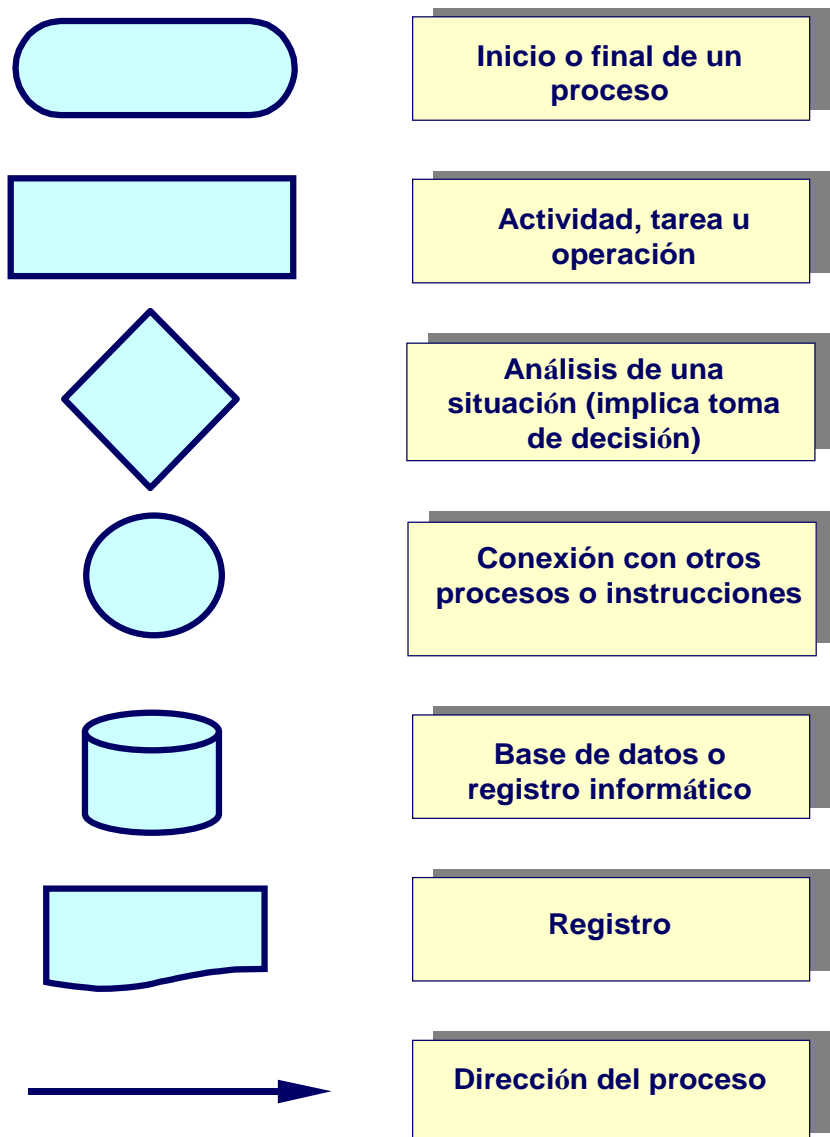 Inicio o final de un
proceso
Actividad, tarea u
operación
Análisis de una
situación (implica toma
de decisión)
Conexión con otros
procesos o instrucciones
Base de datos o
registro informático
Registro
Dirección del proceso